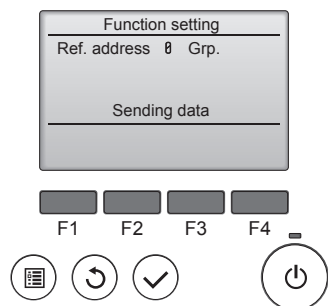 Function setting
Ref. address 0 Grp.
Sending data
F1 F2 F3 F4